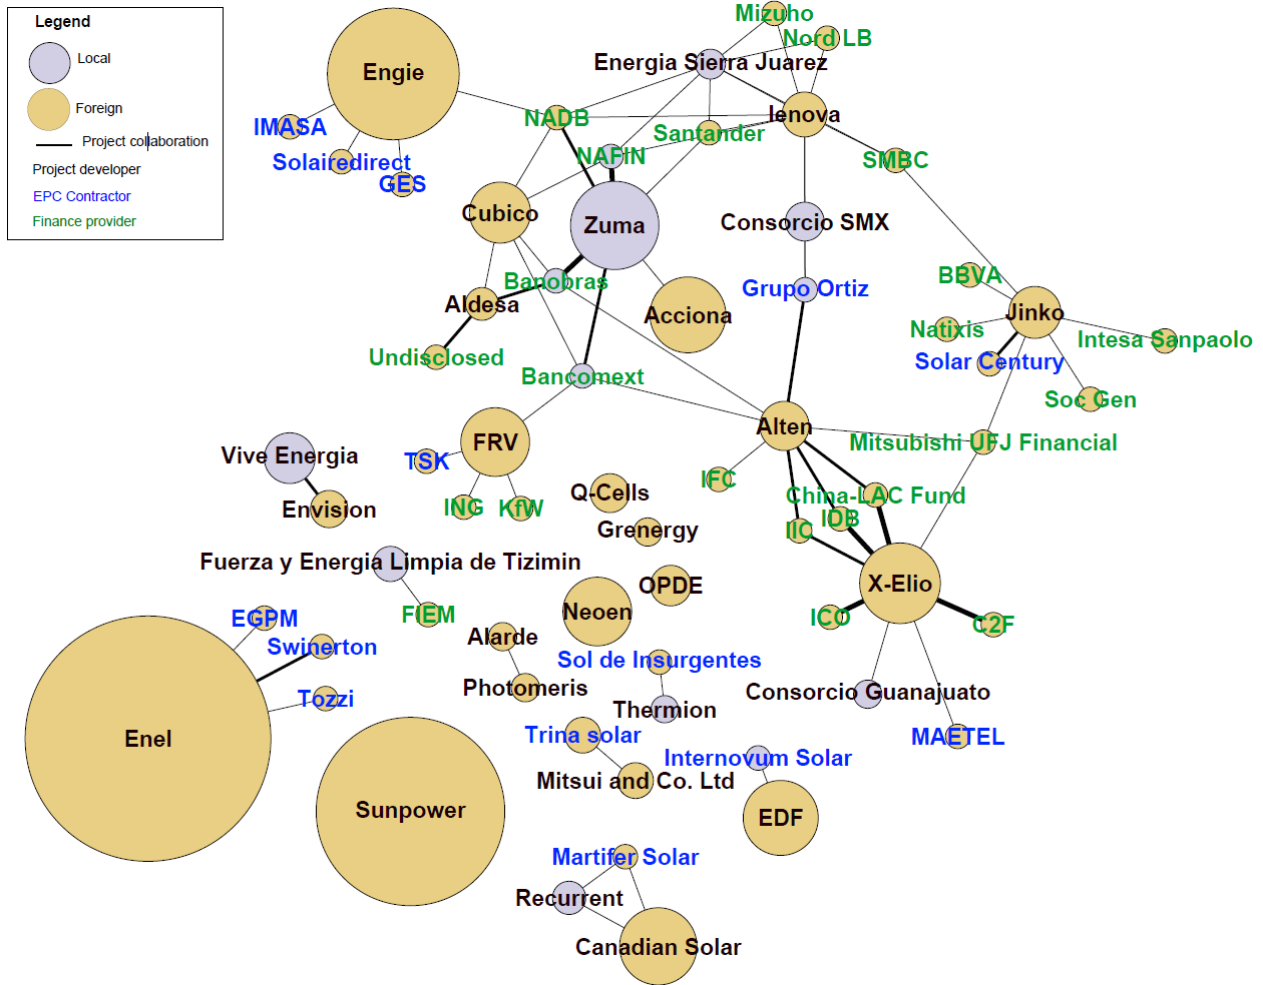 Legend
Local
Foreign
Project collaboration
Project developer
EPC Contractor
Finance provider
Mizuho
Nord LB
Energia Sierra Juarez
Engie
Ienova
NADB
IMASA
Santander
NAFIN
Solairedirect
SMBC
GES
Cubico
Zuma
Consorcio SMX
BBVA
Banobras
Grupo Ortiz
Aldesa
Jinko
Acciona
Natixis
Intesa Sanpaolo
Undisclosed
Solar Century
Bancomext
Soc Gen
Alten
FRV
Mitsubishi UFJ Financial
Vive Energia
TSK
IFC
Q-Cells
China-LAC Fund
ING
KfW
Envision
IDB
Grenergy
IIC
Fuerza y Energia Limpia de Tizimin
OPDE
X-Elio
Neoen
FIEM
EGPM
ICO
C2F
Alarde
Swinerton
Sol de Insurgentes
Photomeris
Consorcio Guanajuato
Tozzi
Thermion
Trina solar
MAETEL
Enel
Internovum Solar
Mitsui and Co. Ltd
Sunpower
EDF
Martifer Solar
Recurrent
Canadian Solar